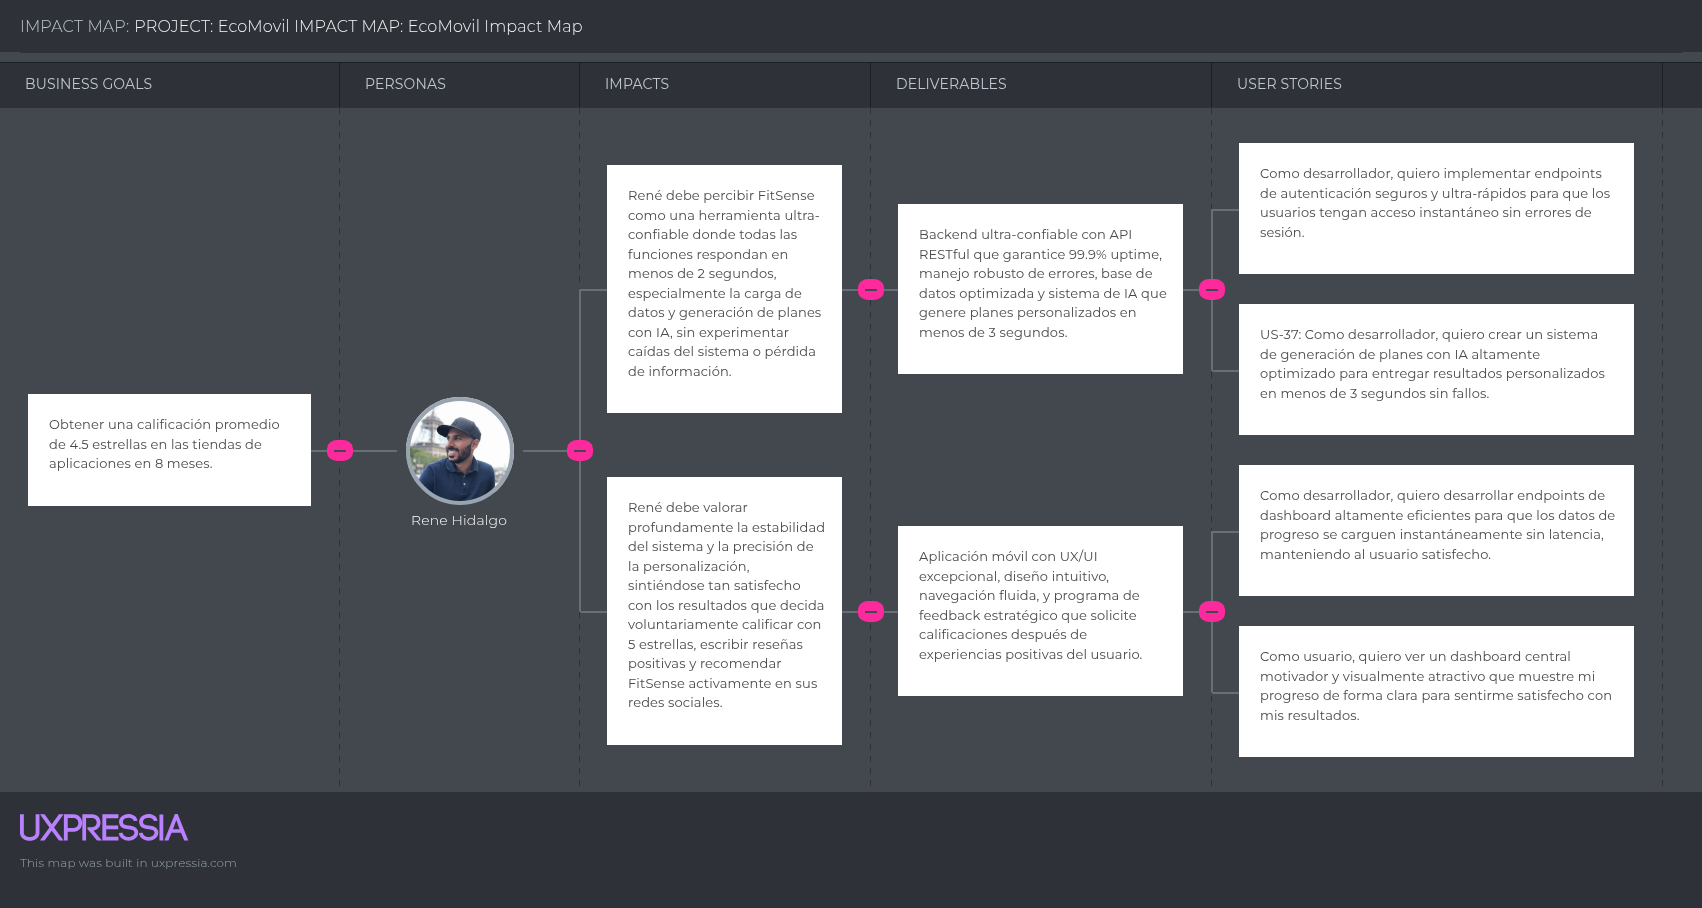 IMPACT MAP: PROJECT: EcoMovil IMPACT MAP: EcoMovil Impact Map
BUSINESS GOALS
PERSONAS
IMPACTS
DELIVERABLES
USER STORIES
Obtener una calificación promedio
de 4.5 estrellas en las tiendas de
aplicaciones en 8 meses.
Rene Hidalgo
René debe percibir FitSense
como una herramienta ultra-
confiable donde todas las
funciones respondan en
menos de 2 segundos,
especialmente la carga de
datos y generación de planes
con IA, sin experimentar
caídas del sistema o pérdida
de información.
René debe valorar
profundamente la estabilidad
del sistema y la precisión de
la personalización,
sintiéndose tan satisfecho
con los resultados que decida
voluntariamente calificar con
5 estrellas, escribir reseñas
positivas y recomendar
FitSense activamente en sus
redes sociales.
Backend ultra-confiable con API
RESTful que garantice 99.9% uptime,
manejo robusto de errores, base de
datos optimizada y sistema de IA que
genere planes personalizados en
menos de 3 segundos.
Aplicación móvil con UX/UI
excepcional, diseño intuitivo,
navegación fluida, y programa de
feedback estratégico que solicite
calificaciones después de
experiencias positivas del usuario.
Como desarrollador, quiero implementar endpoints
de autenticación seguros y ultra-rápidos para que los
usuarios tengan acceso instantáneo sin errores de
sesión.
US-37: Como desarrollador, quiero crear un sistema
de generación de planes con IA altamente
optimizado para entregar resultados personalizados
en menos de 3 segundos sin fallos.
Como desarrollador, quiero desarrollar endpoints de
dashboard altamente eficientes para que los datos de
progreso se carguen instantáneamente sin latencia,
manteniendo al usuario satisfecho.
Como usuario, quiero ver un dashboard central
motivador y visualmente atractivo que muestre mi
progreso de forma clara para sentirme satisfecho con
mis resultados.
UXPRESSIA
This map was built in uxpressia.com